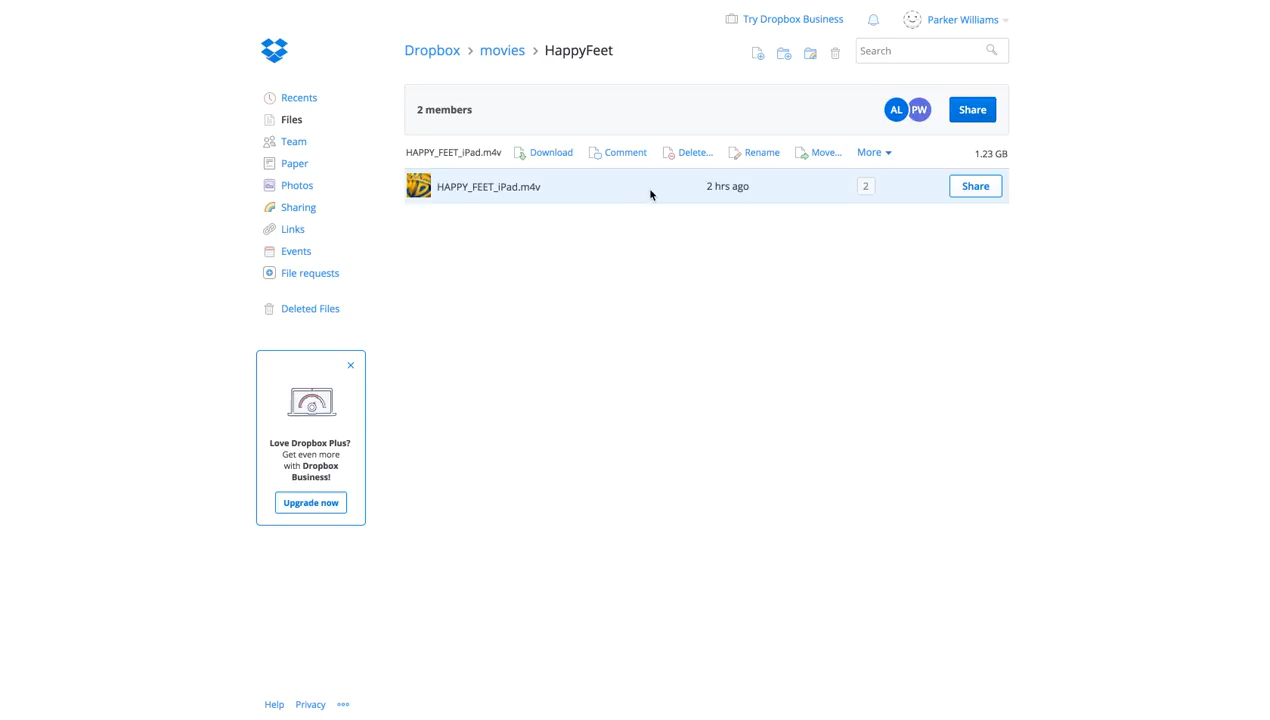 Try Dropbox Business
Parker Williams
Dropbox > movies > HappyFeet
Search
Recents
Files
Team
Paper
Photos
Sharing
Links
Events
File requests
Deleted Files
2 members
AL PW Share
HAPPY_FEET_iPad.m4v Download Comment Delete... Rename Move... More 1.23 GB
HAPPY_FEET_iPad.m4v 2 hrs ago 2 Share
Love Dropbox Plus?
Get even more
with Dropbox
Business!
Upgrade now
Help Privacy